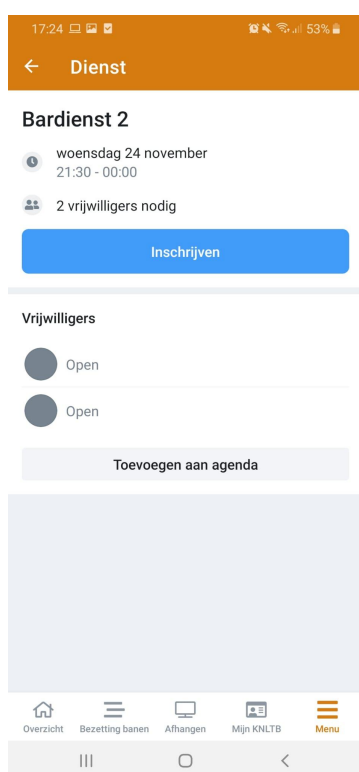 17:24 53%
Dienst
Bardienst 2
woensdag 24 november
21:30 - 00:00
2 vrijwilligers nodig
Inschrijven
Vrijwilligers
Open
Open
Toevoegen aan agenda
Overzicht Bezetting banen Afhangen Mijn KNLTB Menu